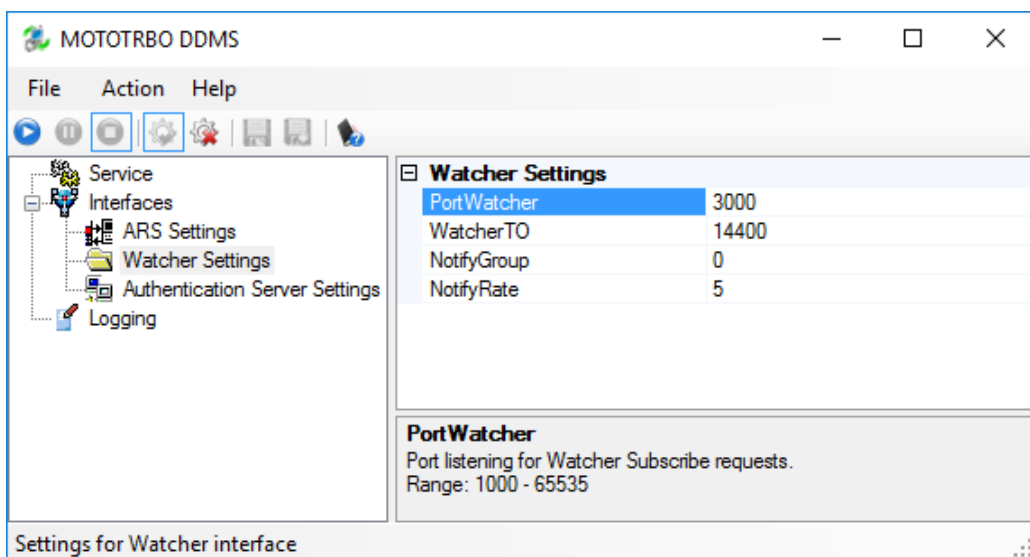 MOTOTRBO DDMS
File Action Help
Service
Interfaces
ARS Settings
Watcher Settings
Authentication Server Settings
Logging
Watcher Settings
PortWatcher 3000
WatcherTO 14400
NotifyGroup 0
NotifyRate 5
PortWatcher
Port listening for Watcher Subscribe requests.
Range: 1000 - 65535
Settings for Watcher interface